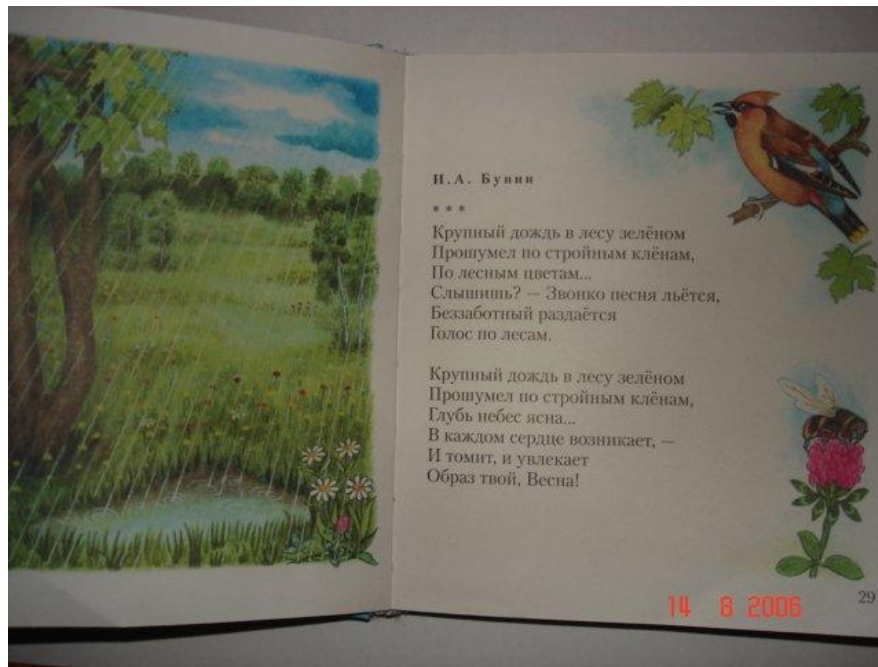 И.А. Бунин
* * *
Крупный дождь в лесу зелёном
Прошумел по стройным клёнам,
По лесным цветам...
Слышишь? — Звонко песня льётся,
Беззаботный раздаётся
Голос по лесам.
Крупный дождь в лесу зелёном
Прошумел по стройным клёнам,
Глубь небес ясна...
В каждом сердце возникает, —
И томит, и увлекает
Образ твой, Весна!
29
14 6 2006